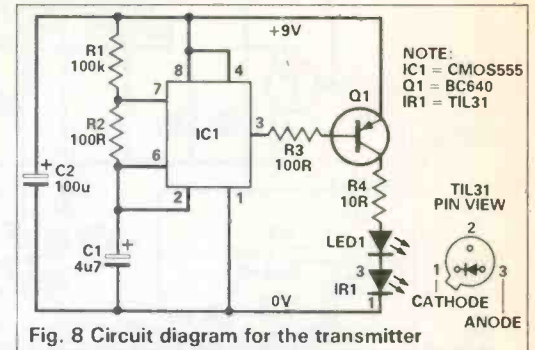 R1
100k
R2
100R
C2
100u
C1
4u7
+
+
8
4
7
6
2
1
3
IC1
+9V
Q1
R3
100R
R4
10R
LED1
3
IR1
1
0V
NOTE:
IC1 = CMOS555
Q1 = BC640
IR1 = TIL31
TIL31
PIN VIEW
2
1
3
CATHODE
ANODE
Fig. 8 Circuit diagram for the transmitter